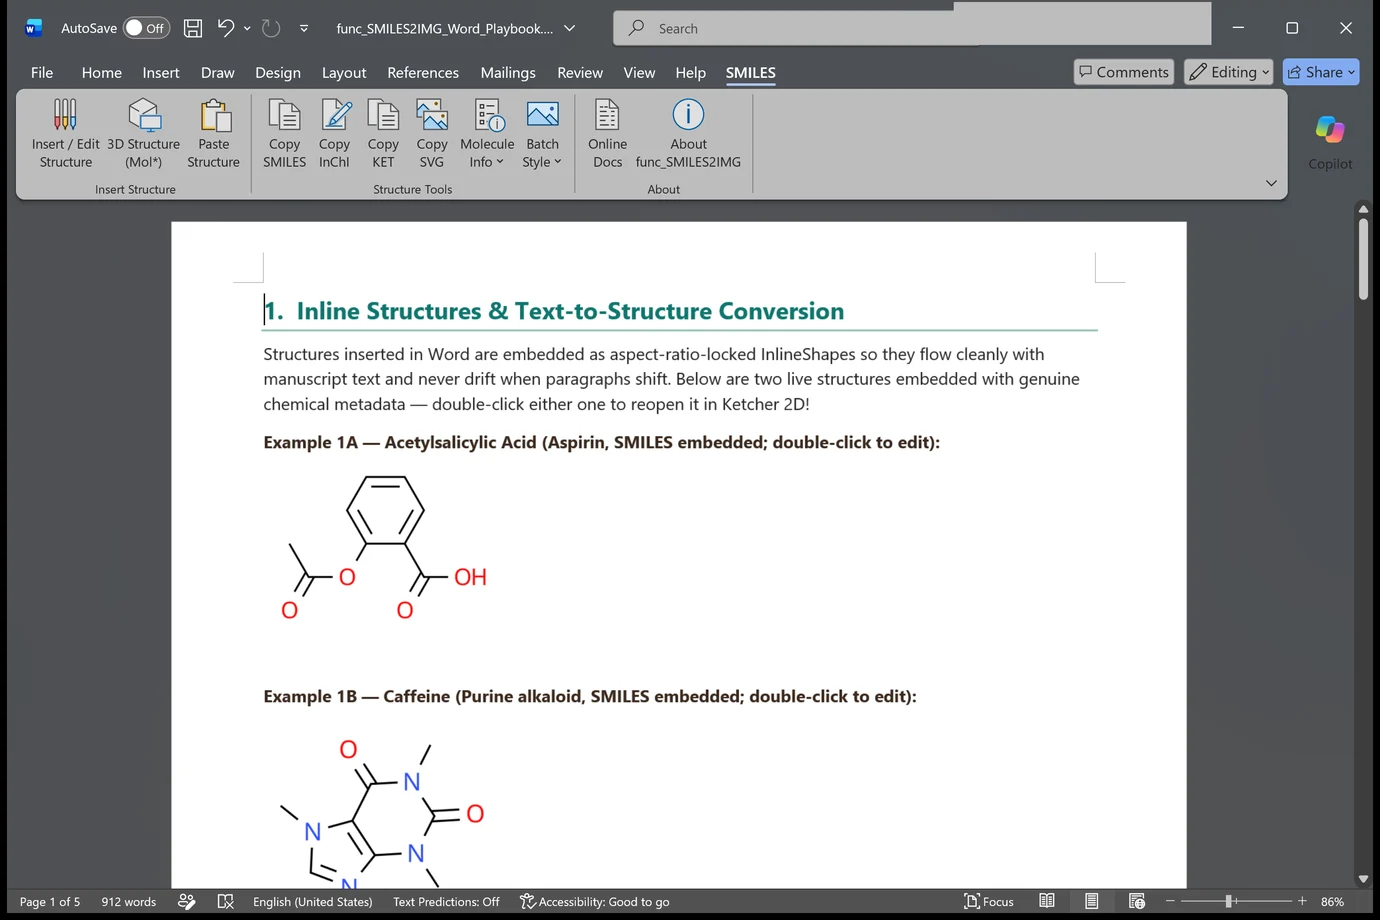 AutoSave Off func_SMILES2IMG_Word_Playbook.... Search
File Home Insert Draw Design Layout References Mailings Review View Help SMILES Comments Editing Share
Insert / Edit Structure
3D Structure (Mol*)
Paste Structure
Insert Structure
Copy SMILES
Copy InChI
Copy KET
Copy SVG
Molecule Info
Batch Style
Structure Tools
Online Docs
About func_SMILES2IMG
About
Copilot
1. Inline Structures & Text-to-Structure Conversion
Structures inserted in Word are embedded as aspect-ratio-locked InlineShapes so they flow cleanly with
manuscript text and never drift when paragraphs shift. Below are two live structures embedded with genuine
chemical metadata — double-click either one to reopen it in Ketcher 2D!
Example 1A — Acetylsalicylic Acid (Aspirin, SMILES embedded; double-click to edit):
O OH
O O
Example 1B — Caffeine (Purine alkaloid, SMILES embedded; double-click to edit):
O
N
O
N
N
N
Page 1 of 5 912 words English (United States) Text Predictions: Off Accessibility: Good to go Focus 86%